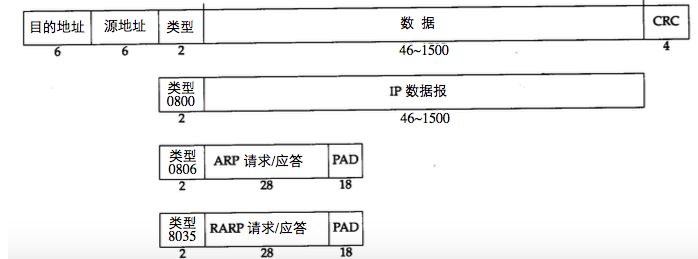 目的地址 源地址 类型 数 据 CRC
6 6 2 46~1500 4
类型
0800 IP 数据报
2 46~1500
类型
0806 ARP 请求/应答 PAD
2 28 18
类型
8035 RARP 请求/应答 PAD
2 28 18